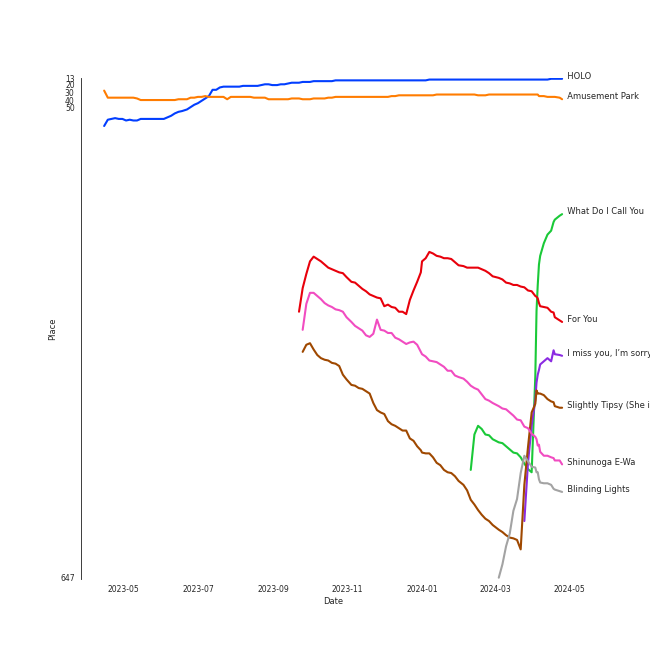 13
20
30
40
50
647
Place
HOLO
Amusement Park
What Do I Call You
For You
I miss you, I'm sorry
Slightly Tipsy (She i
Shinunoga E-Wa
Blinding Lights
2023-05
2023-07
2023-09
2023-11
2024-01
2024-03
2024-05
Date